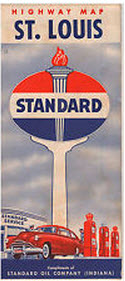 HIGHWAY MAP
ST. LOUIS
STANDARD
STANDARD
SERVICE
Compliments of
STANDARD OIL COMPANY (INDIANA)